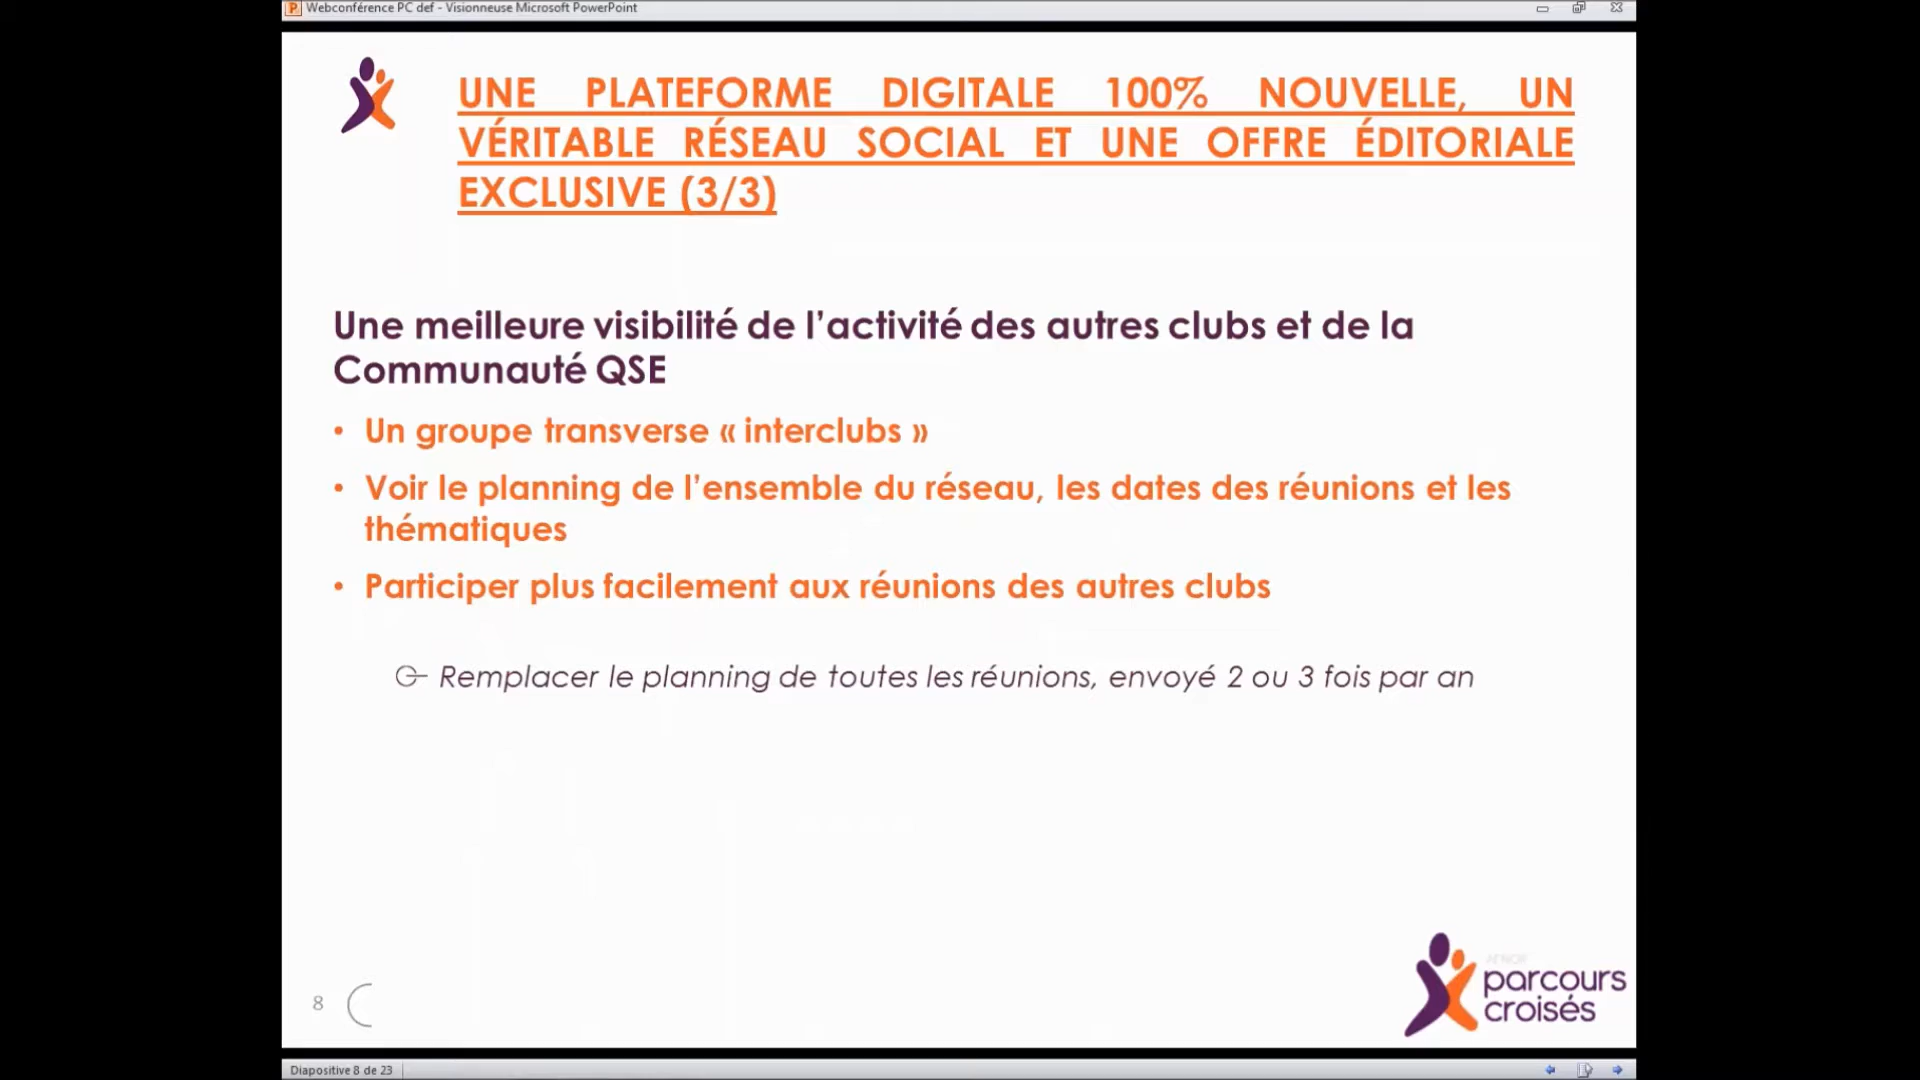 Webconférence PC def - Visionneuse Microsoft PowerPoint
UNE PLATEFORME DIGITALE 100% NOUVELLE, UN
VÉRITABLE RÉSEAU SOCIAL ET UNE OFFRE ÉDITORIALE
EXCLUSIVE (3/3)
Une meilleure visibilité de l’activité des autres clubs et de la
Communauté QSE
• Un groupe transverse « interclubs »
• Voir le planning de l’ensemble du réseau, les dates des réunions et les
thématiques
• Participer plus facilement aux réunions des autres clubs
Remplacer le planning de toutes les réunions, envoyé 2 ou 3 fois par an
AFNOR
parcours
croisés
8
Diapositive 8 de 23